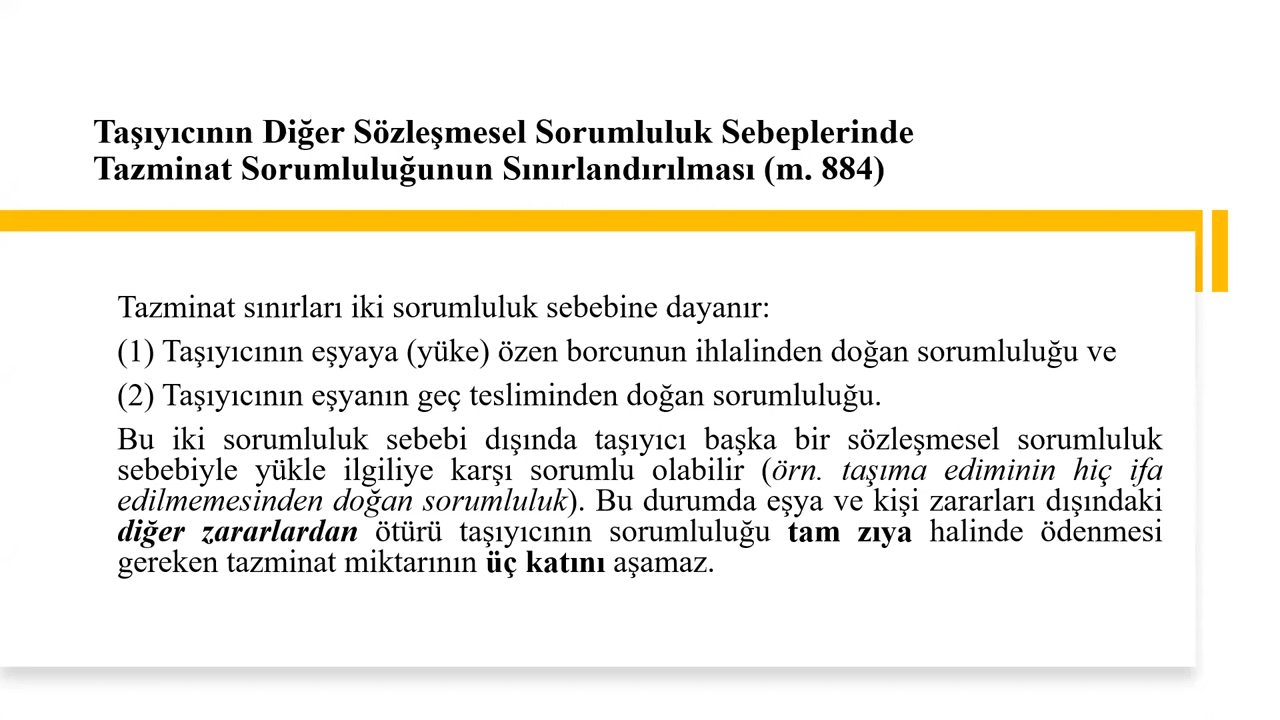 Taşıyıcının Diğer Sözleşmesel Sorumluluk Sebeplerinde
Tazminat Sorumluluğunun Sınırlandırılması (m. 884)
Tazminat sınırları iki sorumluluk sebebine dayanır:
(1) Taşıyıcının eşyaya (yüke) özen borcunun ihlalinden doğan sorumluluğu ve
(2) Taşıyıcının eşyanın geç tesliminden doğan sorumluluğu.
Bu iki sorumluluk sebebi dışında taşıyıcı başka bir sözleşmesel sorumluluk
sebebiyle yükle ilgiliye karşı sorumlu olabilir (örn. taşıma ediminin hiç ifa
edilmemesinden doğan sorumluluk). Bu durumda eşya ve kişi zararları dışındaki
diğer zararlardan ötürü taşıyıcının sorumluluğu tam zıya halinde ödenmesi
gereken tazminat miktarının üç katını aşamaz.